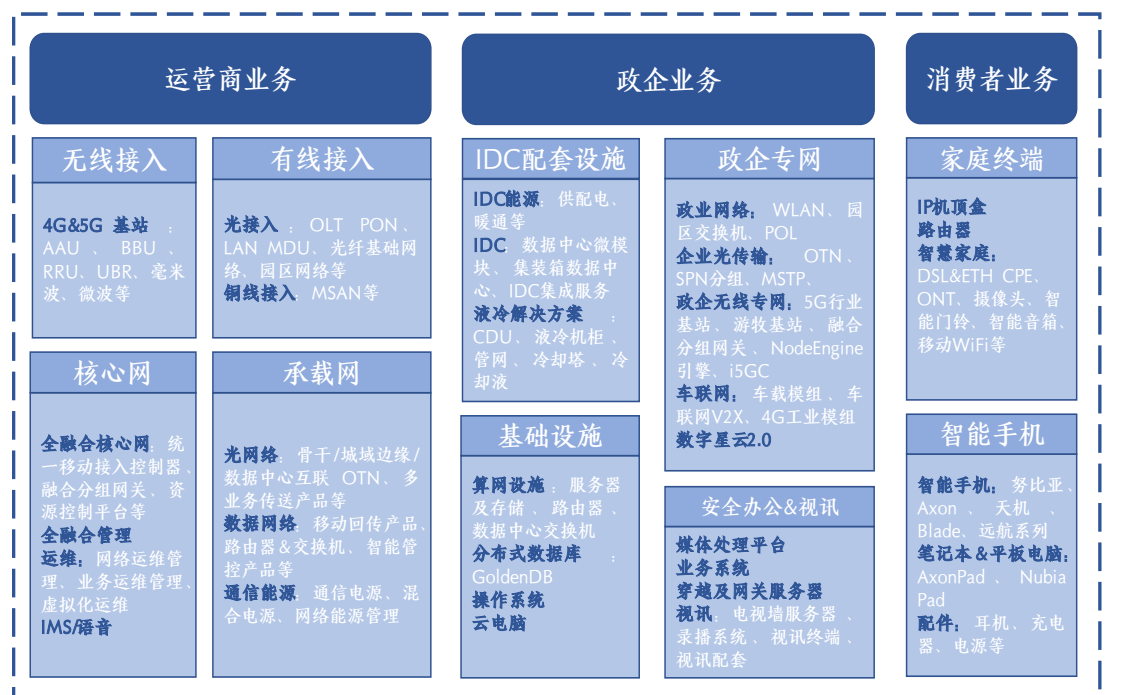 运营商业务
无线接入
4G&5G 基站：
AAU、BBU、
RRU、UBR、毫米
波、微波等
有线接入
光接入：OLT PON、
LAN MDU、光纤基础网
络、园区网络等
铜线接入：MSAN等
核心网
全融合核心网：统
一移动接入控制器、
融合分组网关、资
源控制平台等
全融合管理
运维：网络运维管
理、业务运维管理、
虚拟化运维
IMS/语音
承载网
光网络：骨干/城域边缘/
数据中心互联 OTN、多
业务传送产品等
数据网络：移动回传产品、
路由器&交换机、智能管
控产品等
通信能源：通信电源、混
合电源、网络能源管理
政企业务
IDC配套设施
IDC能源：供配电、
暖通等
IDC：数据中心微模
块、集装箱数据中
心、IDC集成服务
液冷解决方案：
CDU、液冷机柜、
管网、冷却塔、冷
却液
基础设施
算网设施：服务器
及存储、路由器、
数据中心交换机
分布式数据库：
GoldenDB
操作系统
云电脑
政企专网
政业网络：WLAN、园
区交换机、POL
企业光传输：OTN、
SPN分组、MSTP、
政企无线专网：5G行业
基站、游牧基站、融合
分组网关、NodeEngine
引擎、i5GC
车联网：车载模组、车
联网V2X、4G工业模组
数字星云2.0
安全办公&视讯
媒体处理平台
业务系统
穿越及网关服务器
视讯：电视墙服务器、
录播系统、视讯终端、
视讯配套
消费者业务
家庭终端
IP机顶盒
路由器
智慧家庭：
DSL&ETH CPE、
ONT、摄像头、智
能门铃、智能音箱、
移动WiFi等
智能手机
智能手机：努比亚、
Axon、天机、
Blade、远航系列
笔记本&平板电脑：
AxonPad、Nubia
Pad
配件：耳机、充电
器、电源等